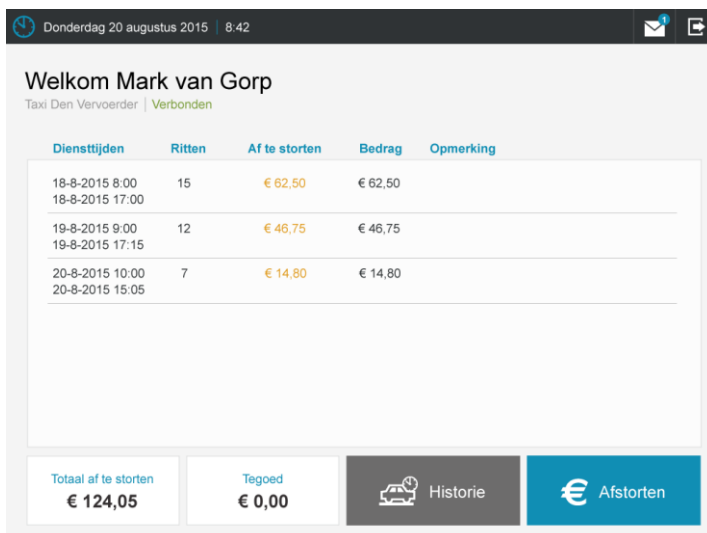 Donderdag 20 augustus 2015 | 8:42
1
Welkom Mark van Gorp
Taxi Den Vervoerder | Verbonden
Diensttijden Ritten Af te storten Bedrag Opmerking
18-8-2015 8:00 15 € 62,50 € 62,50
18-8-2015 17:00
19-8-2015 9:00 12 € 46,75 € 46,75
19-8-2015 17:15
20-8-2015 10:00 7 € 14,80 € 14,80
20-8-2015 15:05
Totaal af te storten
€ 124,05
Tegoed
€ 0,00
Historie
€ Afstorten